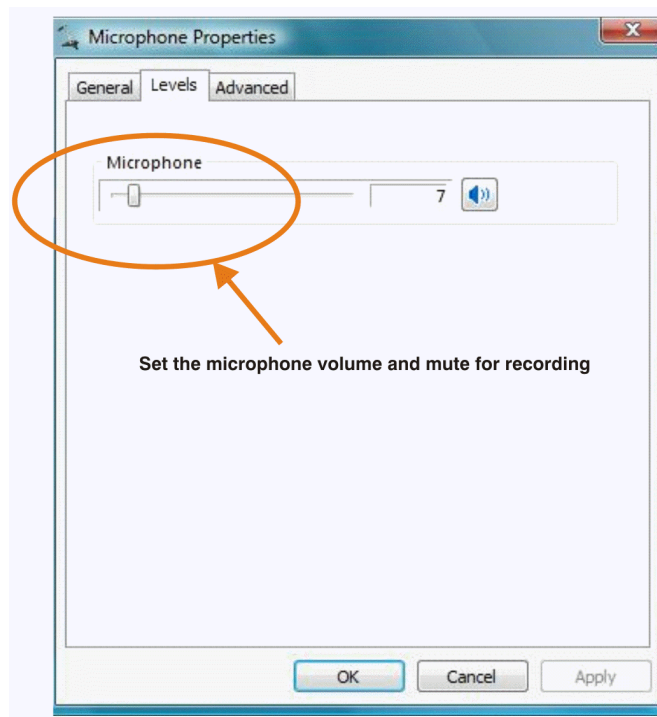 Microphone Properties
X
General Levels Advanced
Microphone
7
Set the microphone volume and mute for recording
OK Cancel Apply